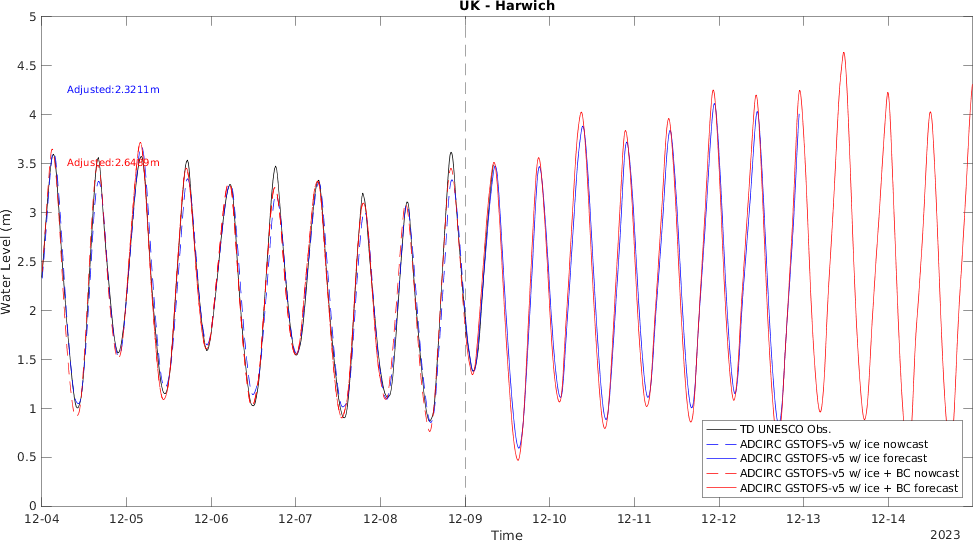 UK - Harwich
5
4.5
4
3.5
3
2.5
2
1.5
1
0.5
0
Water Level (m)
Adjusted:2.3211m
12-04
12-05
12-06
12-07
12-08
12-09
12-10
12-11
12-12
12-13
12-14
Time
2023
TD UNESCO Obs.
ADCIRC GSTOFS-v5 w/ ice nowcast
ADCIRC GSTOFS-v5 w/ ice forecast
ADCIRC GSTOFS-v5 w/ ice + BC nowcast
ADCIRC GSTOFS-v5 w/ ice + BC forecast